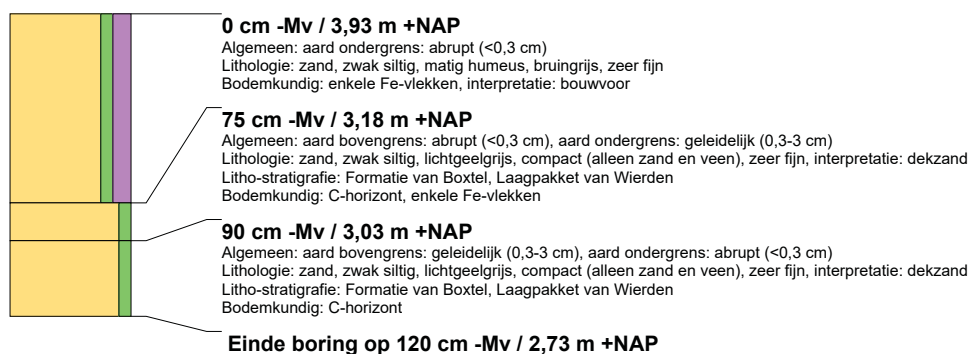 0 cm -Mv / 3,93 m +NAP
Algemeen: aard ondergrens: abrupt (<0,3 cm)
Lithologie: zand, zwak siltig, matig humeus, bruingrijs, zeer fijn
Bodemkundig: enkele Fe-vlekken, interpretatie: bouwvoor
75 cm -Mv / 3,18 m +NAP
Algemeen: aard bovengrens: abrupt (<0,3 cm), aard ondergrens: geleidelijk (0,3-3 cm)
Lithologie: zand, zwak siltig, lichtgeelgrijs, compact (alleen zand en veen), zeer fijn, interpretatie: dekzand
Litho-stratigrafie: Formatie van Boxtel, Laagpakket van Wierden
Bodemkundig: C-horizont, enkele Fe-vlekken
90 cm -Mv / 3,03 m +NAP
Algemeen: aard bovengrens: geleidelijk (0,3-3 cm), aard ondergrens: abrupt (<0,3 cm)
Lithologie: zand, zwak siltig, lichtgeelgrijs, compact (alleen zand en veen), zeer fijn, interpretatie: dekzand
Litho-stratigrafie: Formatie van Boxtel, Laagpakket van Wierden
Bodemkundig: C-horizont
Einde boring op 120 cm -Mv / 2,73 m +NAP